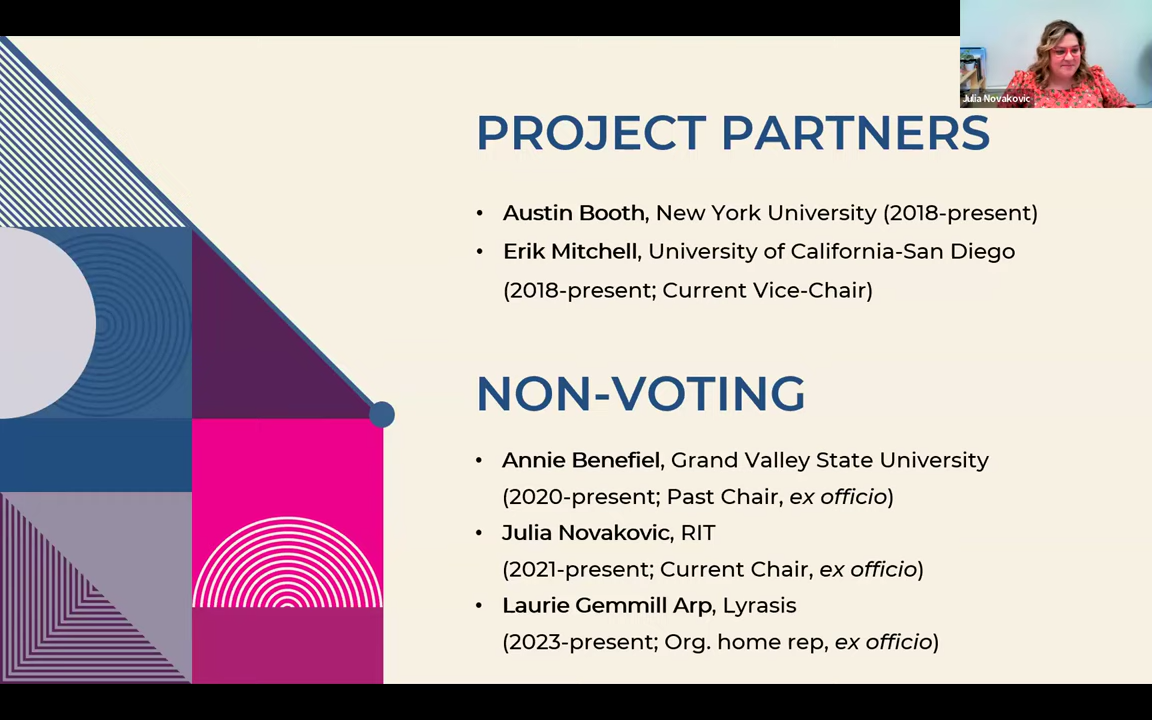 Julia Novakovic
PROJECT PARTNERS
• Austin Booth, New York University (2018-present)
• Erik Mitchell, University of California-San Diego
(2018-present; Current Vice-Chair)
NON-VOTING
• Annie Benefiel, Grand Valley State University
(2020-present; Past Chair, ex officio)
• Julia Novakovic, RIT
(2021-present; Current Chair, ex officio)
• Laurie Gemmill Arp, Lyrasis
(2023-present; Org. home rep, ex officio)